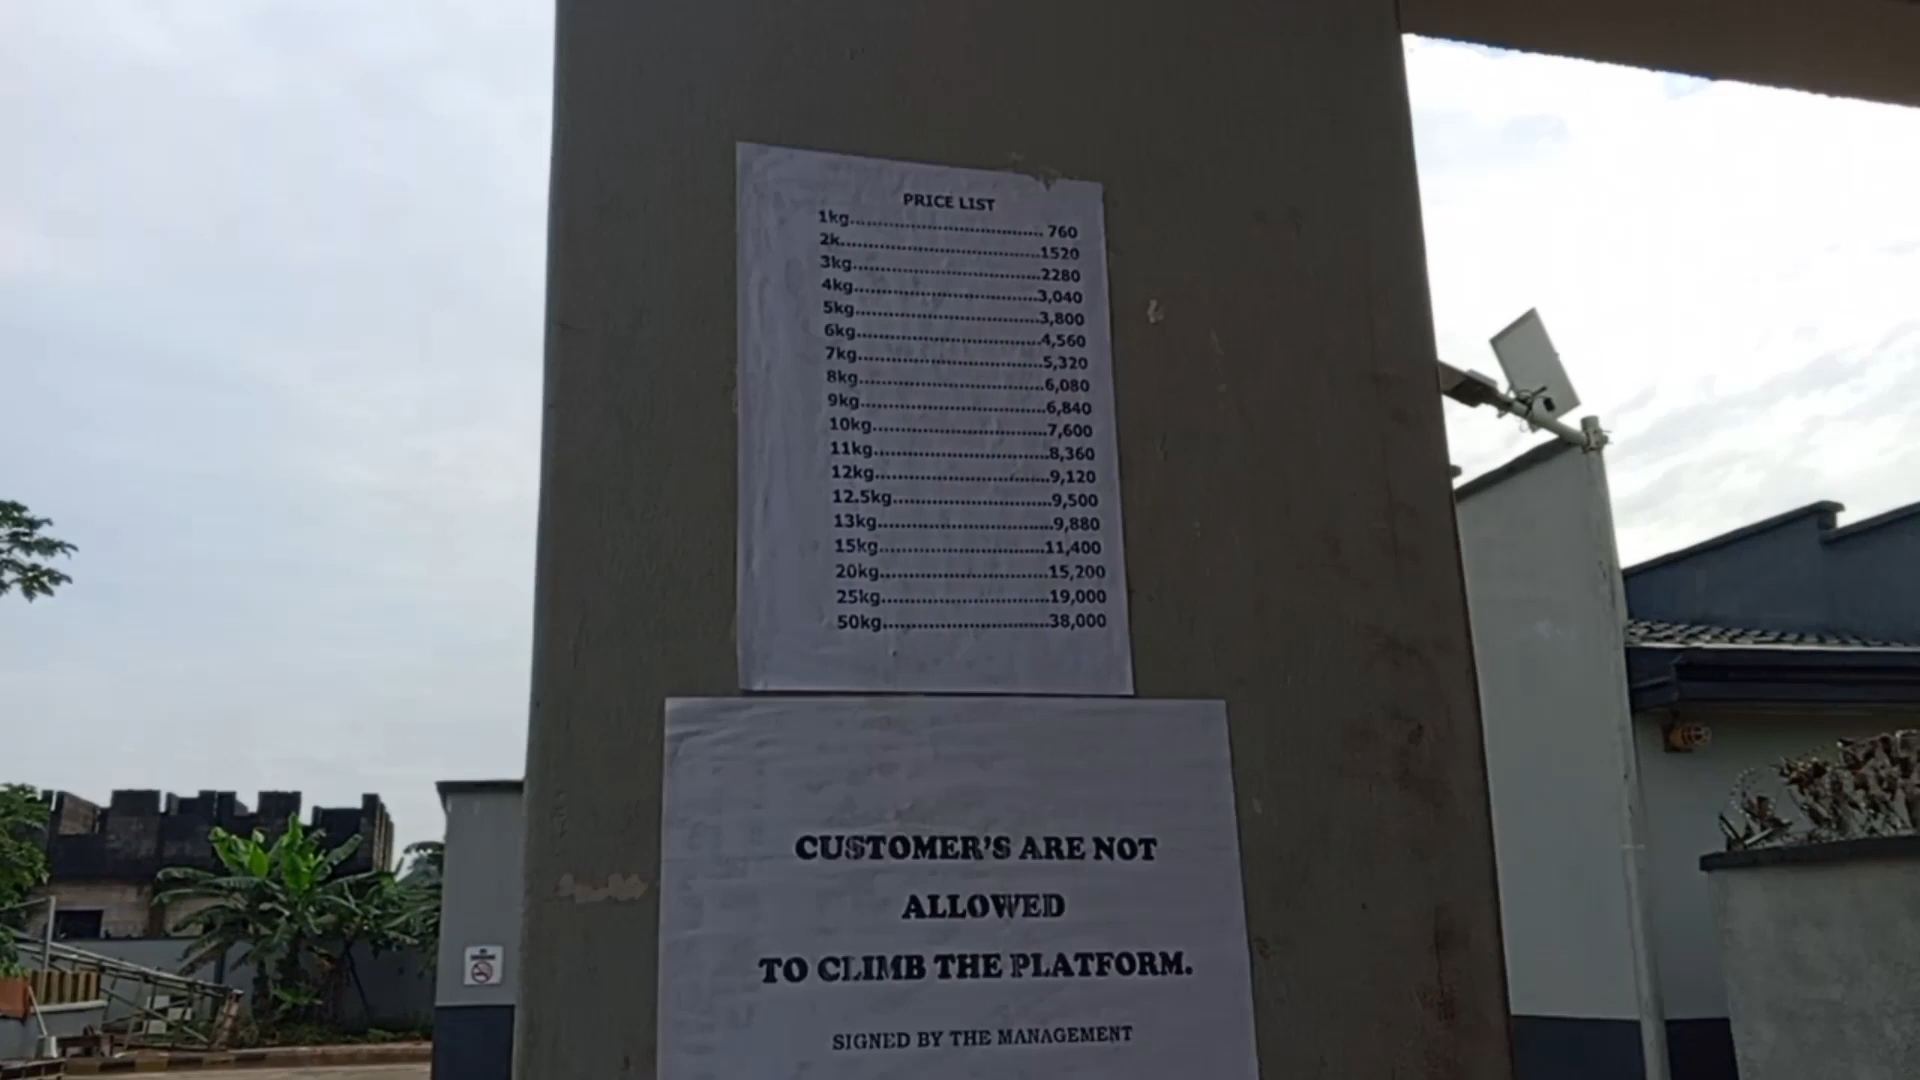 PRICE LIST
1kg.................................. 760
2k...................................1520
3kg.................................2280
4kg................................3,040
5kg................................3,800
6kg................................4,560
7kg................................5,320
8kg................................6,080
9kg................................6,840
10kg..............................7,600
11kg..............................8,360
12kg..............................9,120
12.5kg...........................9,500
13kg..............................9,880
15kg............................11,400
20kg............................15,200
25kg............................19,000
50kg............................38,000
CUSTOMER'S ARE NOT
ALLOWED
TO CLIMB THE PLATFORM.
SIGNED BY THE MANAGEMENT